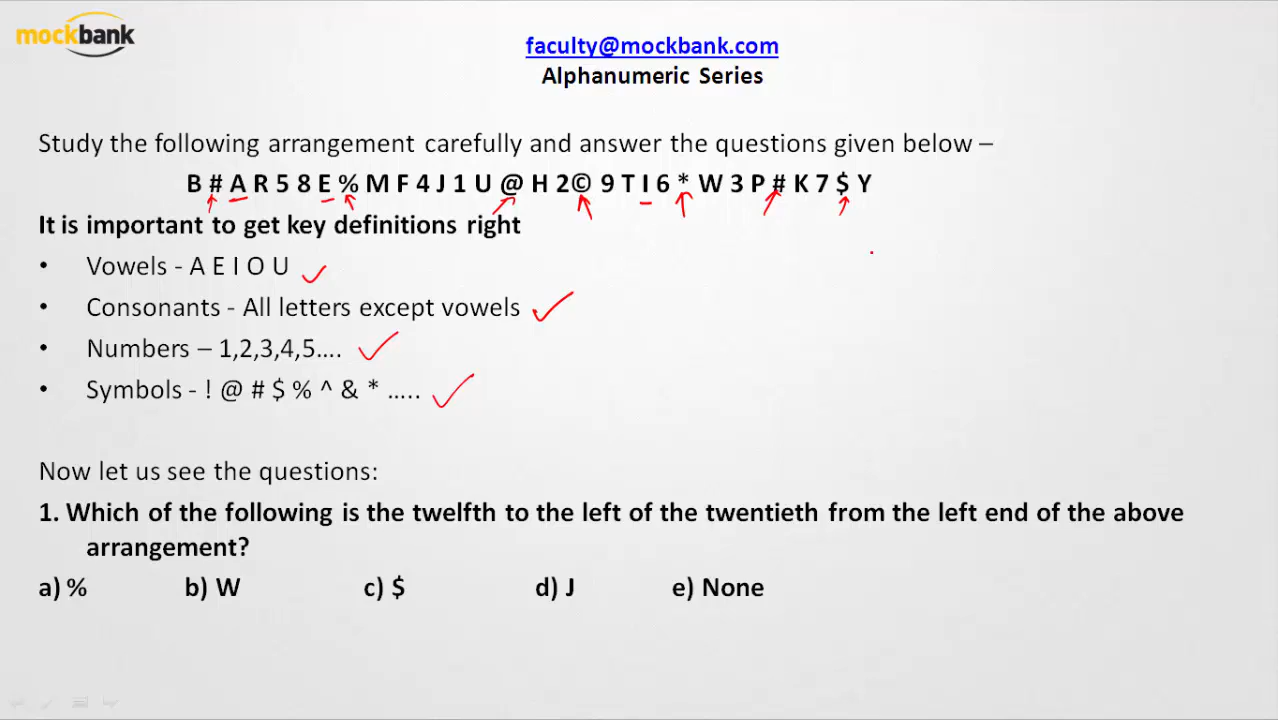 mockbank
faculty@mockbank.com
Alphanumeric Series
Study the following arrangement carefully and answer the questions given below –
B # A R 5 8 E % M F 4 J 1 U @ H 2 © 9 T I 6 * W 3 P # K 7 $ Y
It is important to get key definitions right
• Vowels - A E I O U
• Consonants - All letters except vowels
• Numbers – 1,2,3,4,5....
• Symbols - ! @ # $ % ^ & * .....
Now let us see the questions:
1. Which of the following is the twelfth to the left of the twentieth from the left end of the above
arrangement?
a) % b) W c) $ d) J e) None